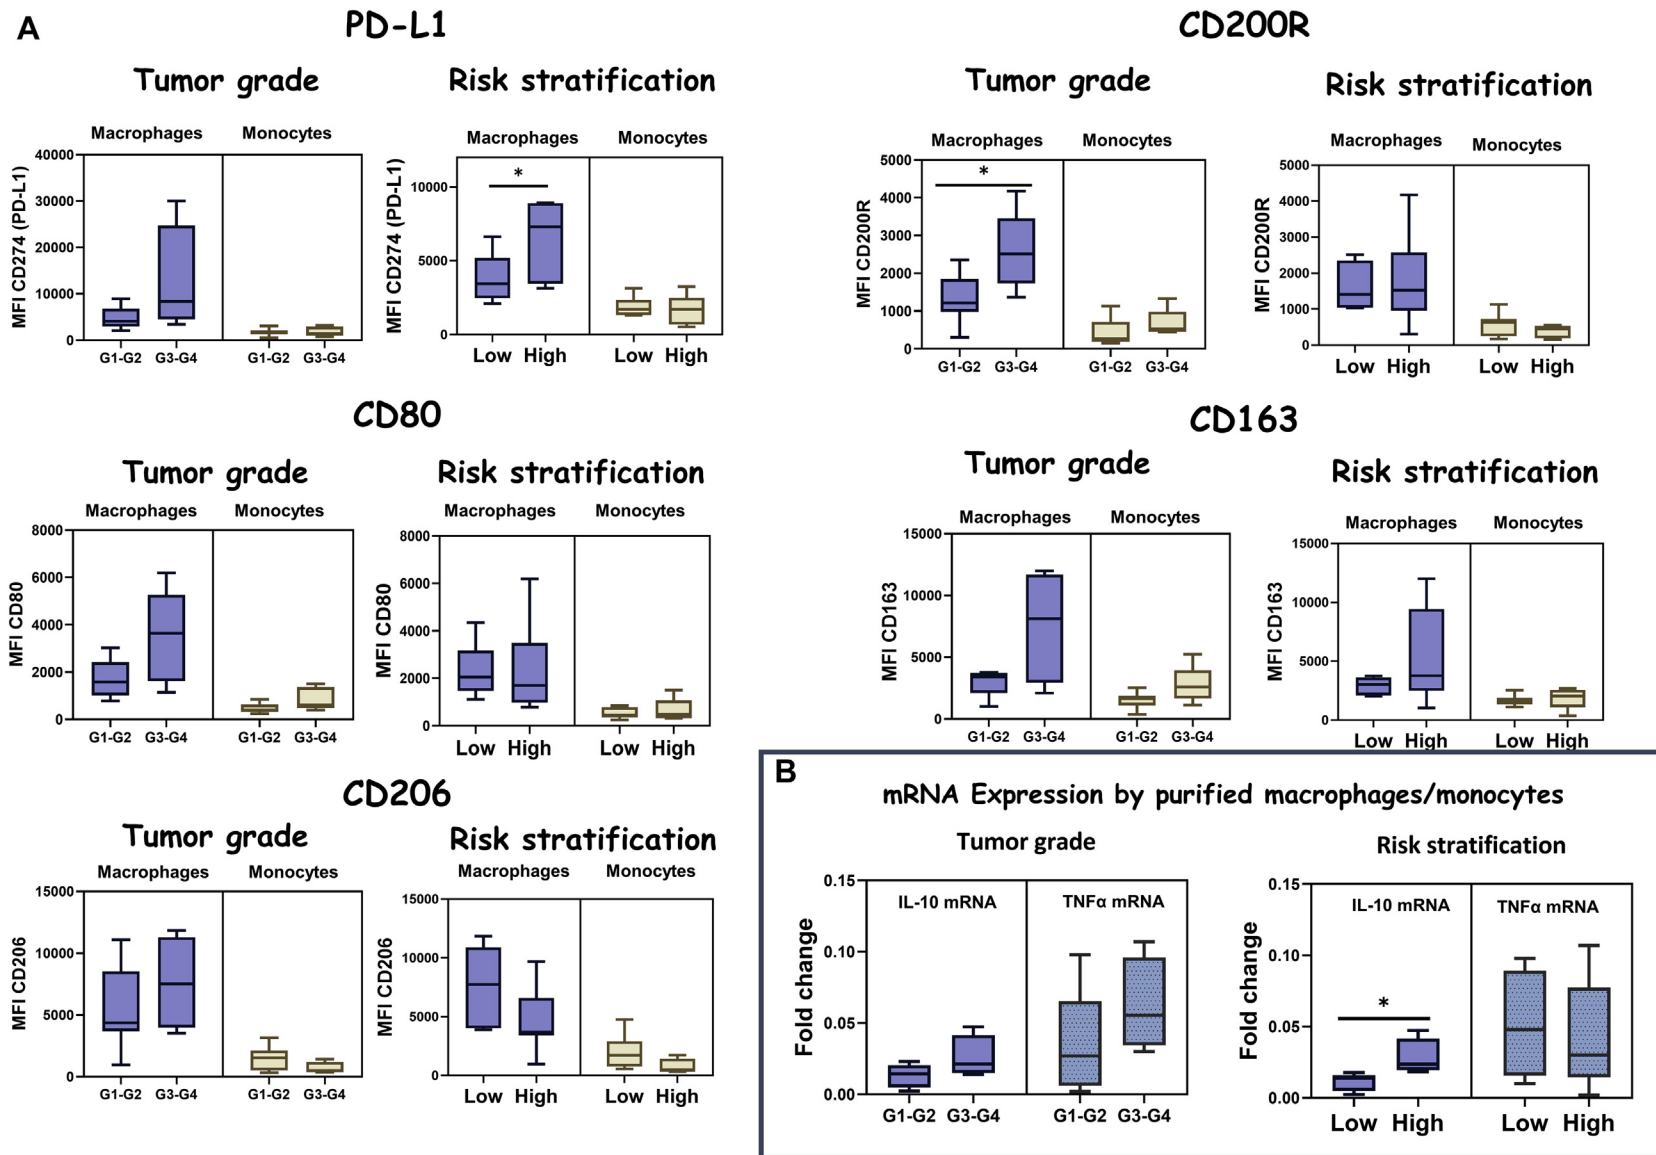 A
PD-L1
Tumor grade
Macrophages
Monocytes
MFI CD274 (PD-L1)
40000
30000
20000
10000
0
G1-G2
G3-G4
G1-G2
G3-G4
Risk stratification
Macrophages
Monocytes
MFI CD274 (PD-L1)
10000
5000
0
*
Low
High
Low
High
CD200R
Tumor grade
Macrophages
Monocytes
MFI CD200R
5000
4000
3000
2000
1000
0
*
G1-G2
G3-G4
G1-G2
G3-G4
Risk stratification
Macrophages
Monocytes
MFI CD200R
5000
4000
3000
2000
1000
0
Low
High
Low
High
CD80
Tumor grade
Macrophages
Monocytes
MFI CD80
8000
6000
4000
2000
0
G1-G2
G3-G4
G1-G2
G3-G4
Risk stratification
Macrophages
Monocytes
MFI CD80
8000
6000
4000
2000
0
Low
High
Low
High
CD163
Tumor grade
Macrophages
Monocytes
MFI CD163
15000
10000
5000
0
G1-G2
G3-G4
G1-G2
G3-G4
Risk stratification
Macrophages
Monocytes
MFI CD163
15000
10000
5000
0
Low
High
Low
High
CD206
Tumor grade
Macrophages
Monocytes
MFI CD206
15000
10000
5000
0
G1-G2
G3-G4
G1-G2
G3-G4
Risk stratification
Macrophages
Monocytes
MFI CD206
15000
10000
5000
0
Low
High
Low
High
B
mRNA Expression by purified macrophages/monocytes
Tumor grade
Fold change
0.15
0.10
0.05
0.00
IL-10 mRNA
TNFα mRNA
G1-G2
G3-G4
G1-G2
G3-G4
Risk stratification
Fold change
0.15
0.10
0.05
0.00
IL-10 mRNA
TNFα mRNA
*
Low
High
Low
High